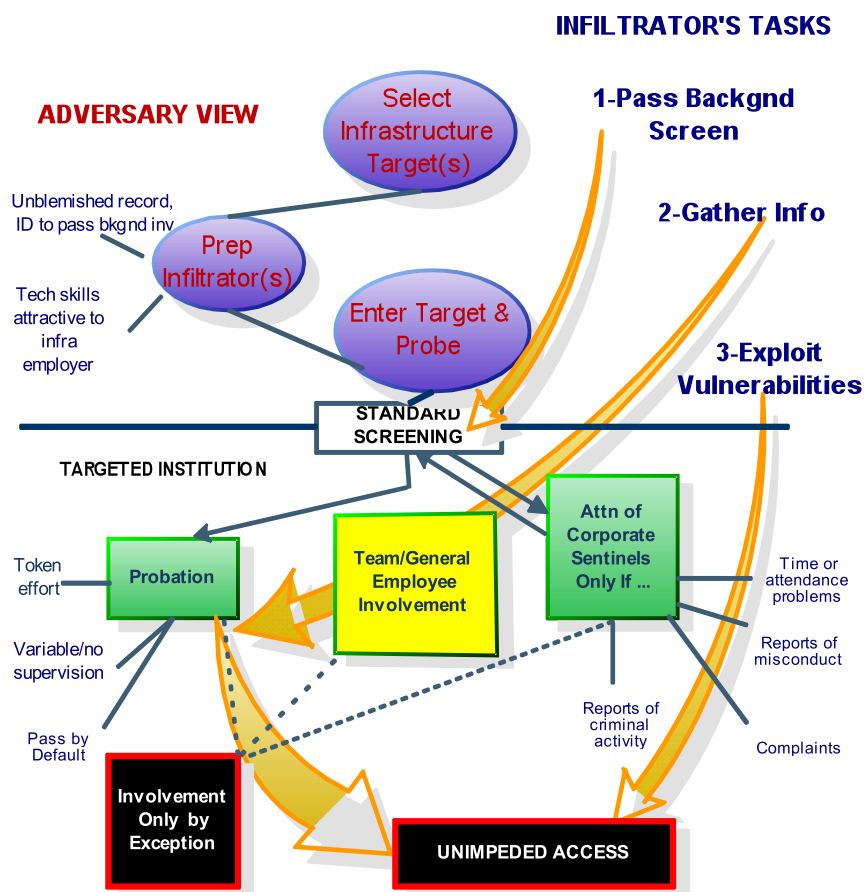 INFILTRATOR'S TASKS
ADVERSARY VIEW
Select
Infrastructure
Target(s)
1-Pass Backgnd
Screen
Unblemished record,
ID to pass bkgnd inv
2-Gather Info
Prep
Infiltrator(s)
Tech skills
attractive to
infra
employer
Enter Target &
Probe
3-Exploit
Vulnerabilities
STANDARD
SCREENING
TARGETED INSTITUTION
Attn of
Corporate
Sentinels
Only If ...
Team/General
Employee
Involvement
Probation
Token
effort
Time or
attendance
problems
Variable/no
supervision
Reports of
misconduct
Reports of
criminal
activity
Pass by
Default
Complaints
Involvement
Only by
Exception
UNIMPEDED ACCESS